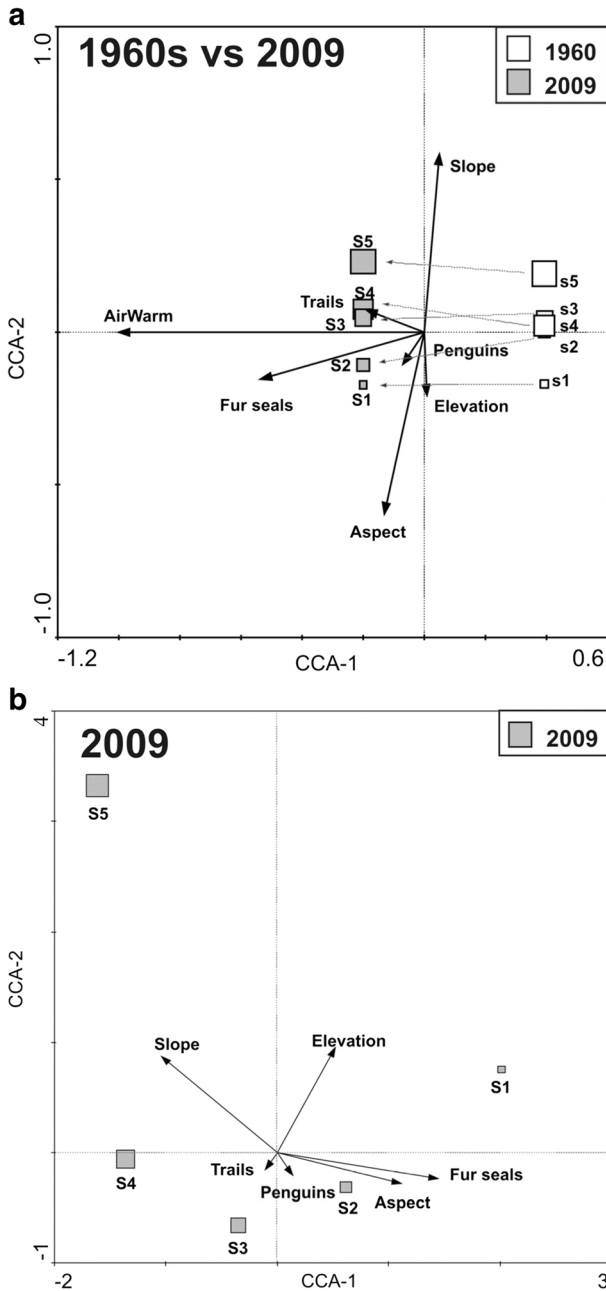 a
1960s vs 2009
1960
2009
1.0
Slope
S5
s5
S4
Trails
s3
AirWarm
S3
s4
CCA-2
Penguins
s2
S2
s1
S1
Fur seals
Elevation
Aspect
-1.0
-1.2
CCA-1
0.6
b
4
2009
2009
S5
CCA-2
Slope
Elevation
S1
Trails
Fur seals
S4
Penguins
S2
Aspect
S3
-1
-2
CCA-1
3